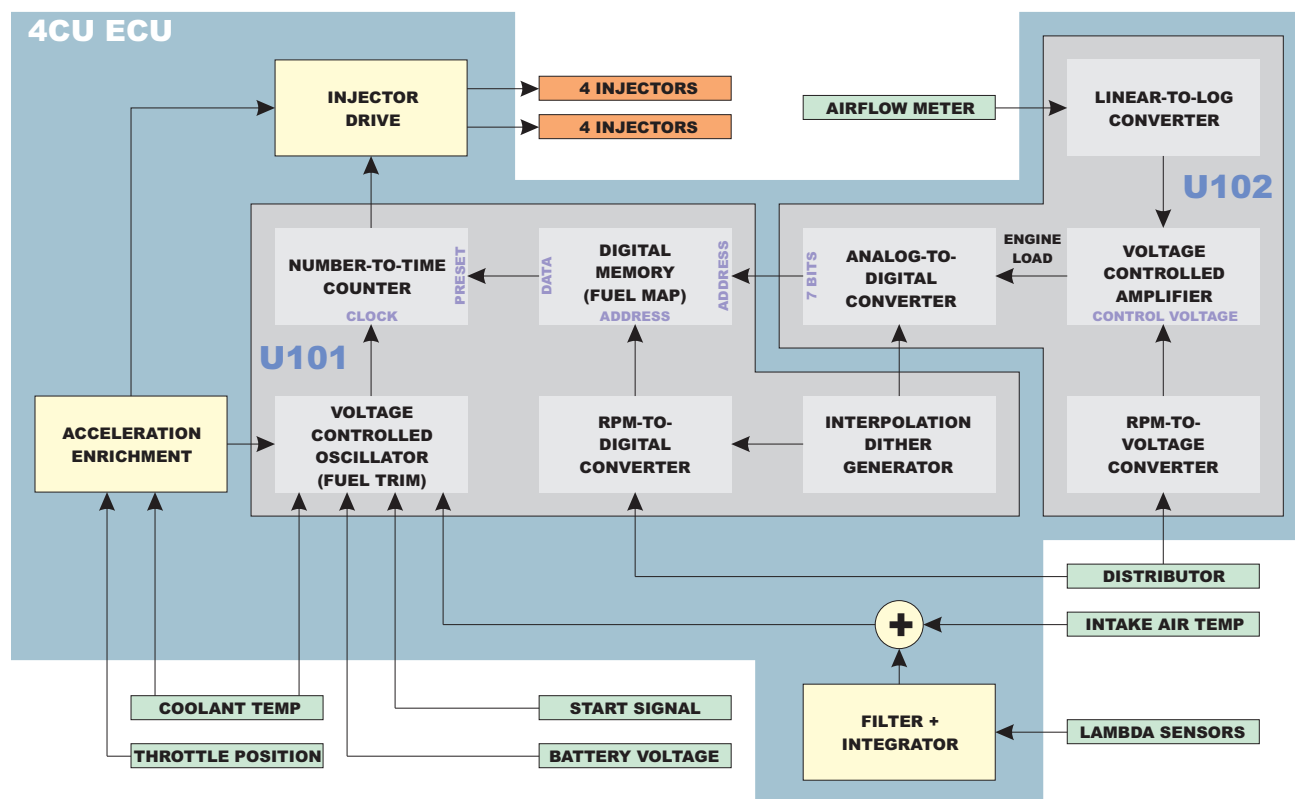 4CU ECU
INJECTOR
DRIVE
4 INJECTORS
4 INJECTORS
AIRFLOW METER
LINEAR-TO-LOG
CONVERTER
U102
NUMBER-TO-TIME
COUNTER
CLOCK
PRESET
DATA
DIGITAL
MEMORY
(FUEL MAP)
ADDRESS
ADDRESS
7 BITS
ANALOG-TO-
DIGITAL
CONVERTER
ENGINE
LOAD
VOLTAGE
CONTROLLED
AMPLIFIER
CONTROL VOLTAGE
U101
ACCELERATION
ENRICHMENT
VOLTAGE
CONTROLLED
OSCILLATOR
(FUEL TRIM)
RPM-TO-
DIGITAL
CONVERTER
INTERPOLATION
DITHER
GENERATOR
RPM-TO-
VOLTAGE
CONVERTER
DISTRIBUTOR
+
INTAKE AIR TEMP
COOLANT TEMP
START SIGNAL
FILTER +
INTEGRATOR
LAMBDA SENSORS
THROTTLE POSITION
BATTERY VOLTAGE